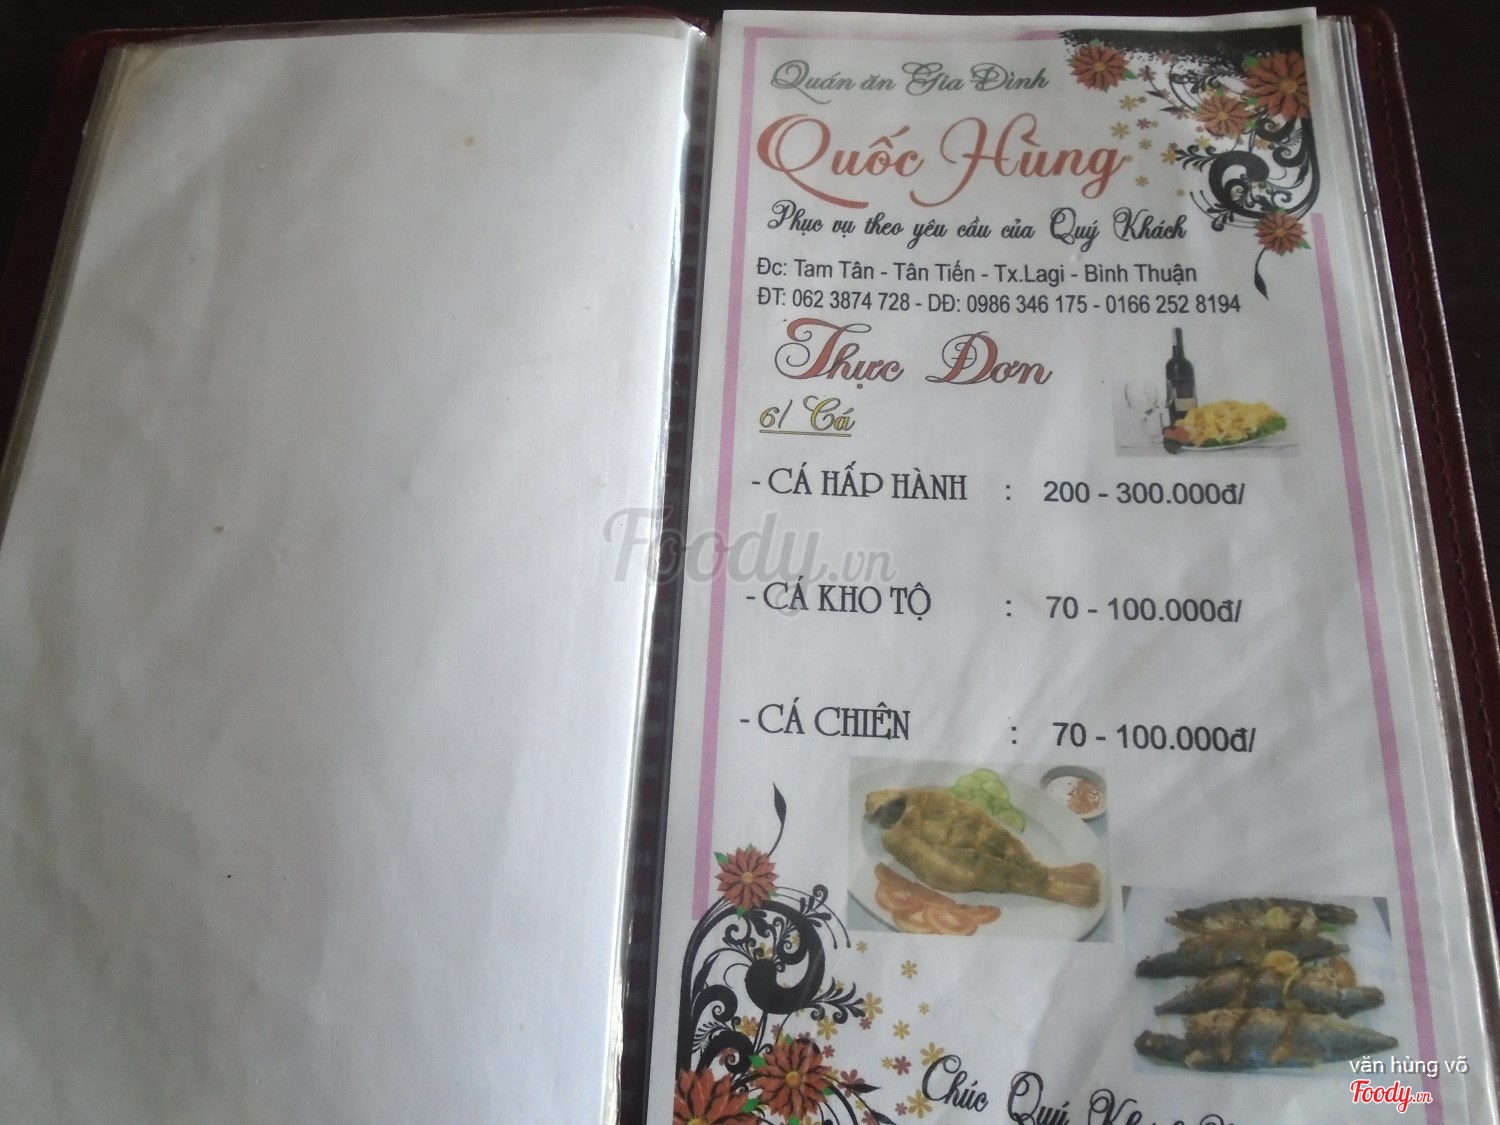 Quán ăn Gia Đình
Quốc Hùng
Phục vụ theo yêu cầu của Quý Khách
Đc: Tam Tân - Tân Tiến - Tx.Lagi - Bình Thuận
ĐT: 062 3874 728 - DĐ: 0986 346 175 - 0166 252 8194
Thực Đơn
6/ Cá
- CÁ HẤP HÀNH : 200 - 300.000đ/
Foody.vn
- CÁ KHO TỘ : 70 - 100.000đ/
- CÁ CHIÊN : 70 - 100.000đ/
Chúc Quý
văn hùng võ
Foody.vn